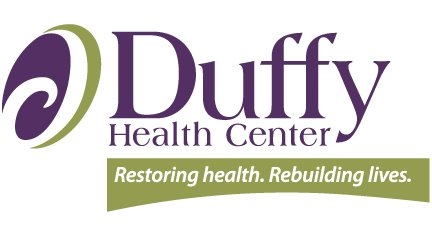 Duffy
Health Center
Restoring health. Rebuilding lives.